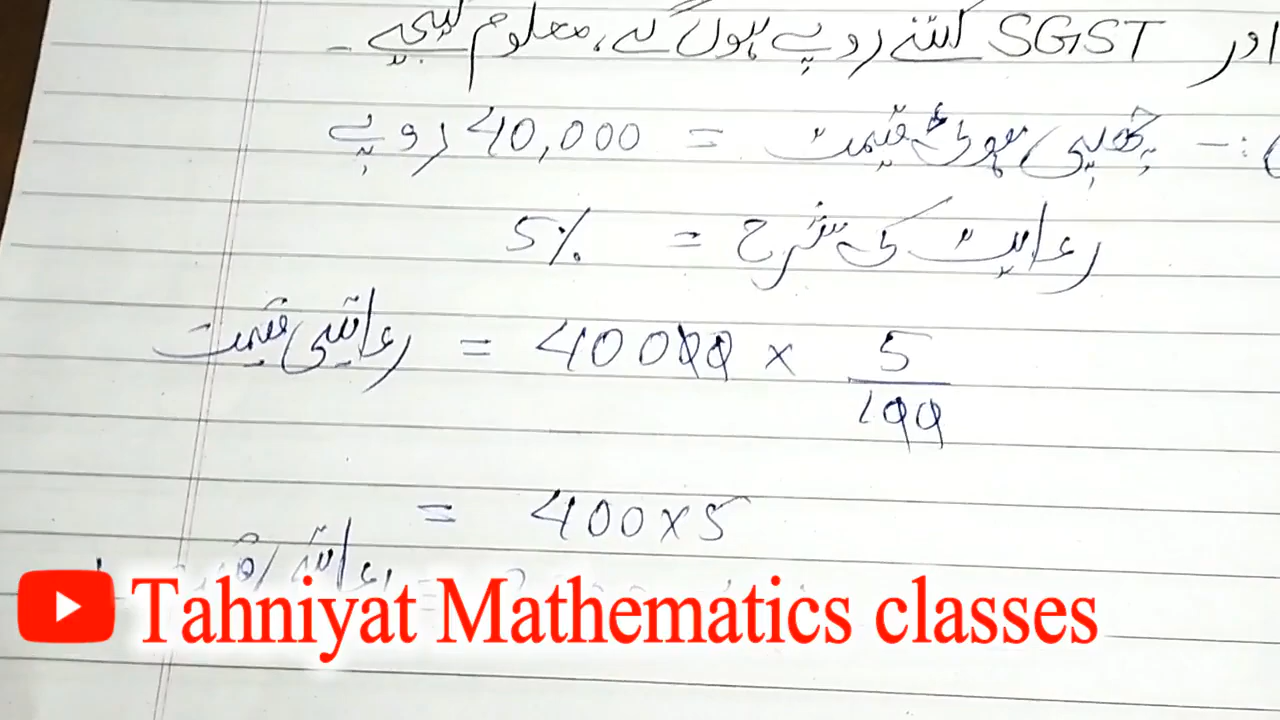 اور SGST کتنے روپے ہوں گے، معلوم کیجیے۔
:- چھپی ہوئی قیمت = 40,000 روپے
رعایت کی شرح = 5%
رعایتی قیمت = 40000 × 5/100
= 400×5
رعایتی
Tahniyat Mathematics classes